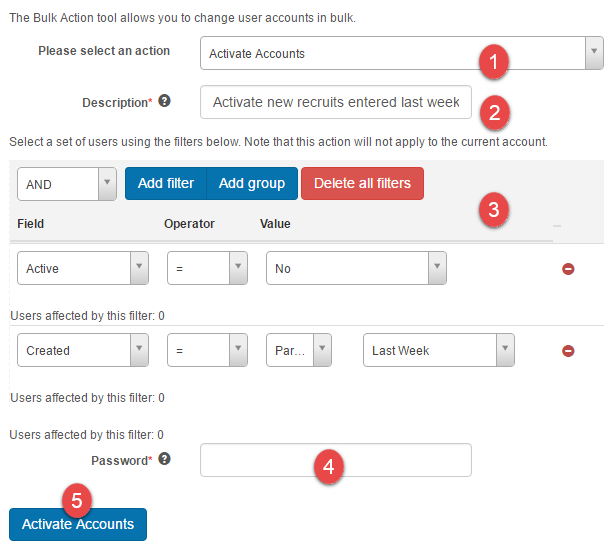 The Bulk Action tool allows you to change user accounts in bulk.
Please select an action Activate Accounts 1
Description* ? Activate new recruits entered last week 2
Select a set of users using the filters below. Note that this action will not apply to the current account.
AND Add filter Add group Delete all filters 3
Field Operator Value
Active = No
Users affected by this filter: 0
Created = Par... Last Week
Users affected by this filter: 0
Users affected by this filter: 0
Password* ? 4
5
Activate Accounts